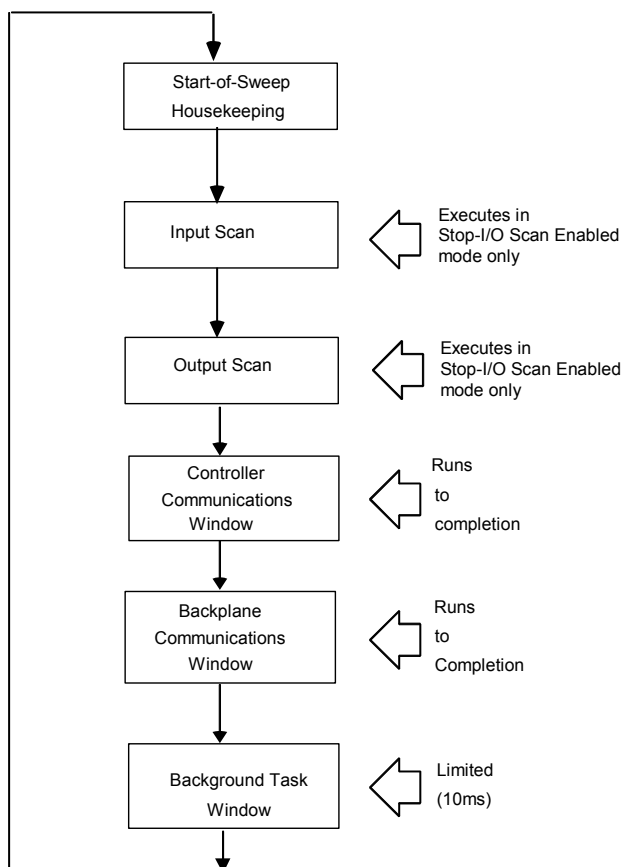 Start-of-Sweep
Housekeeping
Input Scan
Executes in
Stop-I/O Scan Enabled
mode only
Output Scan
Executes in
Stop-I/O Scan Enabled
mode only
Controller
Communications
Window
Runs
to
completion
Backplane
Communications
Window
Runs
to
Completion
Background Task
Window
Limited
(10ms)